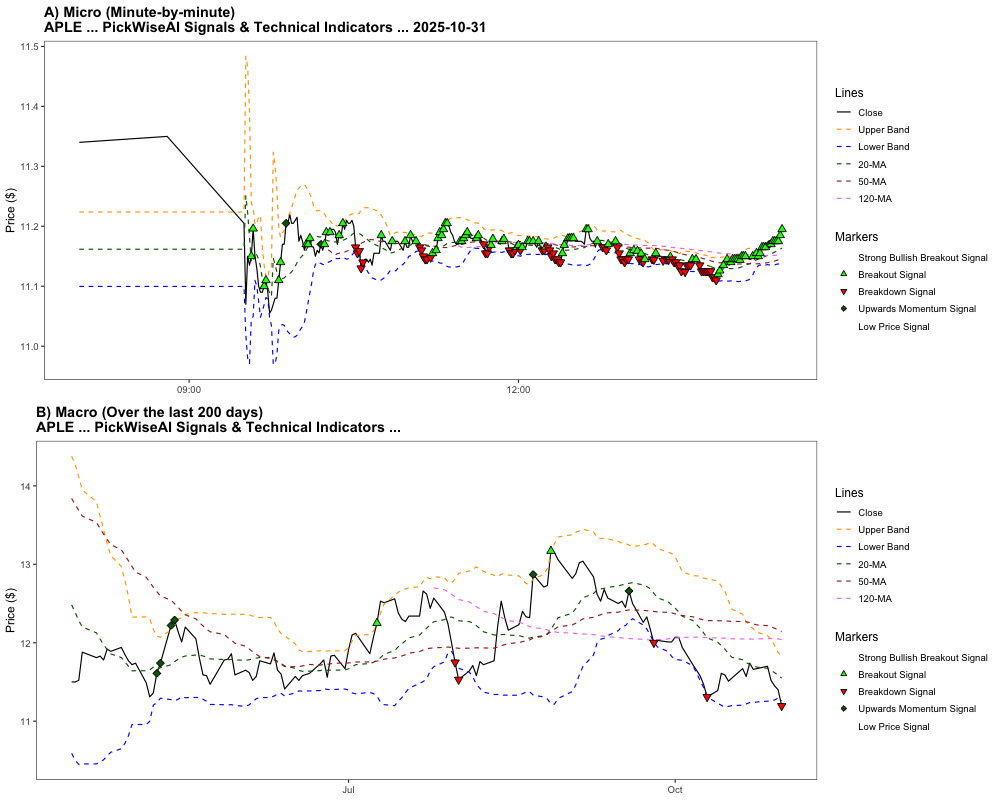 A) Micro (Minute-by-minute)
APLE ... PickWiseAI Signals & Technical Indicators ... 2025-10-31
Price ($)
11.5
11.4
11.3
11.2
11.1
11.0
09:00
12:00
Lines
Close
Upper Band
Lower Band
20-MA
50-MA
120-MA
Markers
Strong Bullish Breakout Signal
Breakout Signal
Breakdown Signal
Upwards Momentum Signal
Low Price Signal
B) Macro (Over the last 200 days)
APLE ... PickWiseAI Signals & Technical Indicators ...
Price ($)
14
13
12
11
Jul
Oct
Lines
Close
Upper Band
Lower Band
20-MA
50-MA
120-MA
Markers
Strong Bullish Breakout Signal
Breakout Signal
Breakdown Signal
Upwards Momentum Signal
Low Price Signal